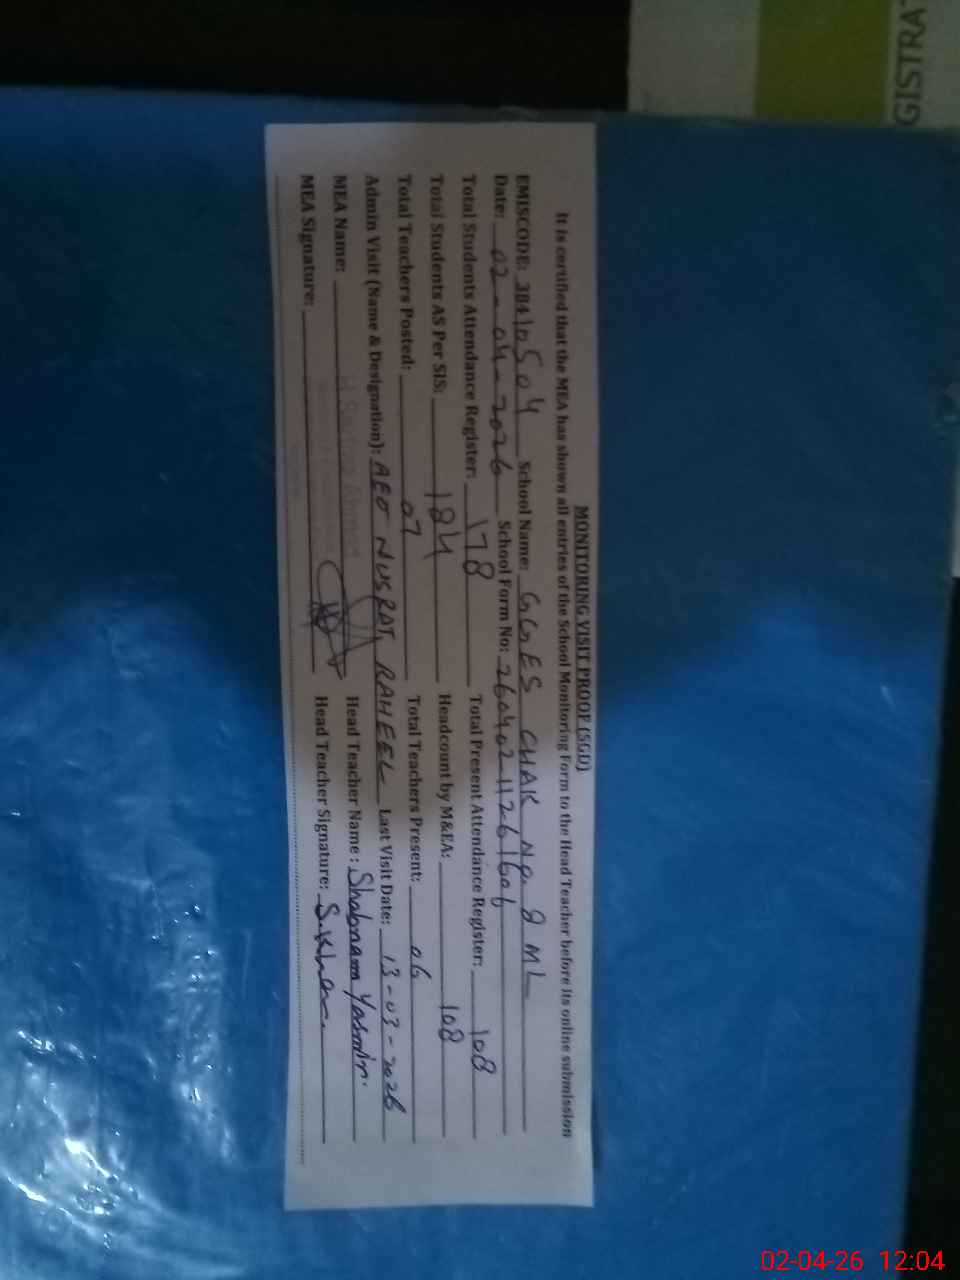 GISTRA
MONITORING VISIT PROOF (SGD)
It is certified that the MEA has shown all entries of the School Monitoring Form to the Head Teacher before its online submission
EMISCODE: 38410504 School Name: GGES CHAK No. 8 ML
Date: 02-04-2026 School Form No: 26040211261606
Total Students Attendance Register: 178 Total Present Attendance Register: 108
Total Students AS Per SIS: 184 Headcount by M&EA: 108
Total Teachers Posted: 07 Total Teachers Present: 06
Admin Visit (Name & Designation): AEO NUSRAT RAHEEL Last Visit Date: 13-03-2026
MEA Name: Head Teacher Name : Shabnam Yasmin.
MEA Signature: Head Teacher Signature: S.Khan.
02-04-26 12:04